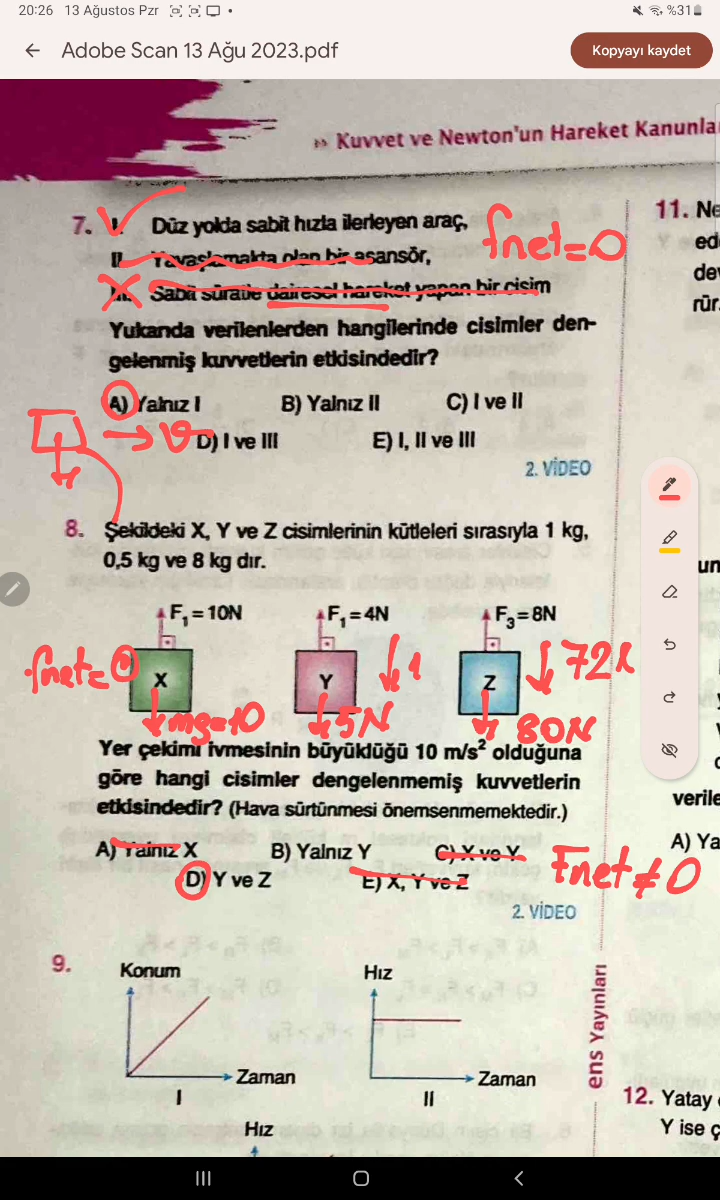 20:26 13 Ağustos Pzr
%31
Adobe Scan 13 Ağu 2023.pdf
Kopyayı kaydet
›› Kuvvet ve Newton'un Hareket Kanunla
7. I. Düz yolda sabit hızla ilerleyen araç,
fnet=0
II. Yavaşlamakta olan bir asansör,
III. Sabit süratle dairesel hareket yapan bir cisim
Yukarıda verilenlerden hangilerinde cisimler den-
gelenmiş kuvvetlerin etkisindedir?
A) Yalnız I B) Yalnız II C) I ve II
D) I ve III E) I, II ve III
2. VİDEO
8. Şekildeki X, Y ve Z cisimlerinin kütleleri sırasıyla 1 kg,
0,5 kg ve 8 kg dır.
F1=10N F1=4N F3=8N
fnet=0 X Y 1 Z 72
mg=10 5N 80N
Yer çekimi ivmesinin büyüklüğü 10 m/s² olduğuna
göre hangi cisimler dengelenmemiş kuvvetlerin
etkisindedir? (Hava sürtünmesi önemsenmemektedir.)
A) Yalnız X B) Yalnız Y C) X ve Y
D) Y ve Z E) X, Y ve Z
Fnet≠0
2. VİDEO
9. Konum Hız
Zaman Zaman
I II
Hız
ens Yayınları
11. Ne
ed
de
rür.
un
verile
A) Ya
12. Yatay
Y ise ç